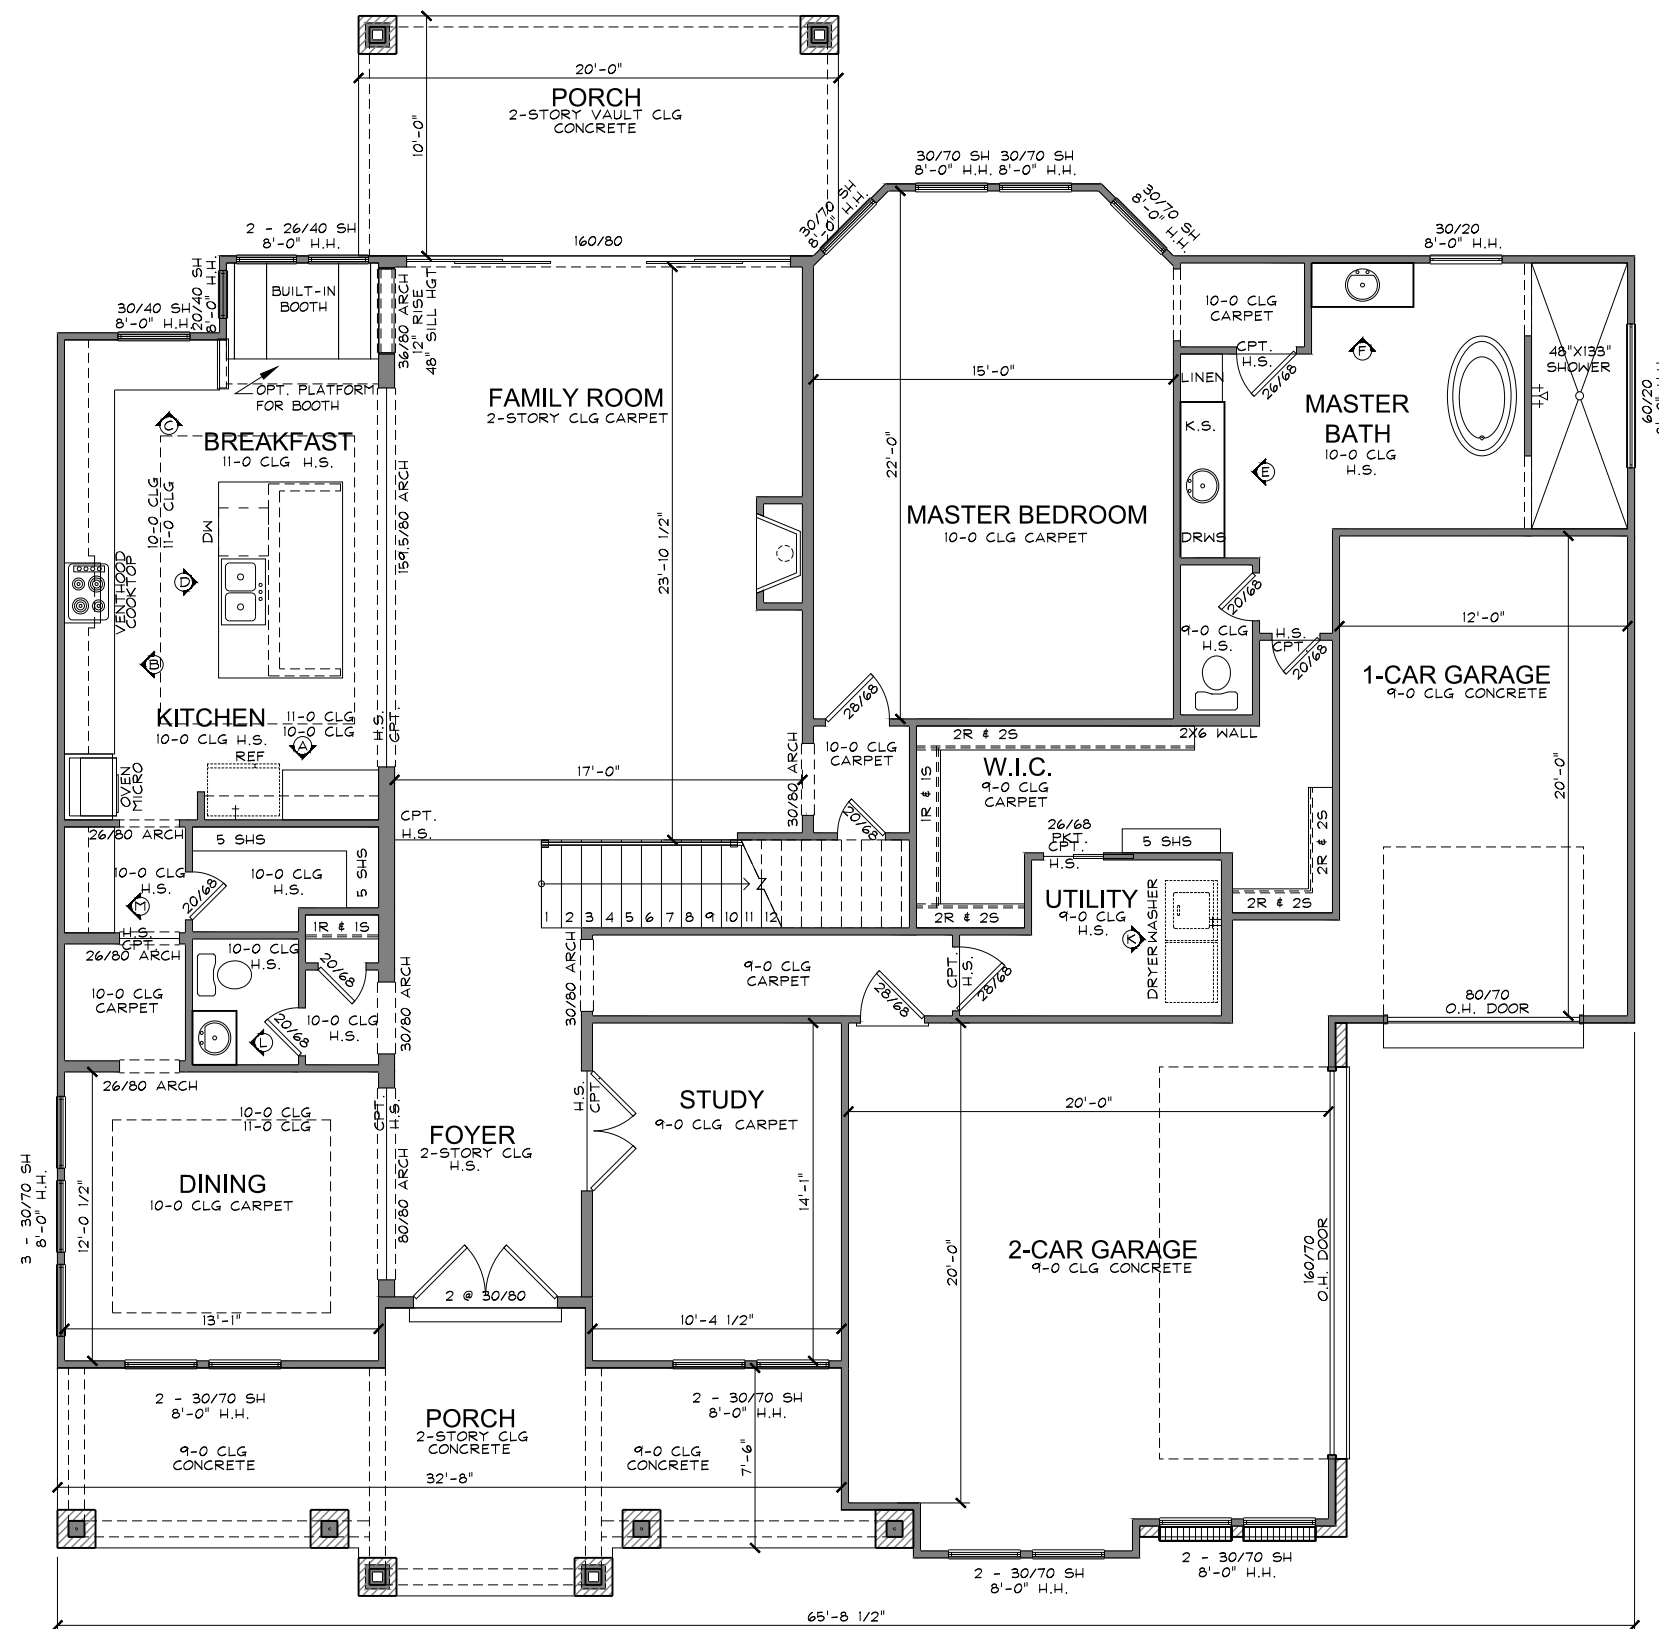 20'-0"
PORCH
2-STORY VAULT CLG
CONCRETE
10'-0"
30/70 SH 30/70 SH
8'-0" H.H. 8'-0" H.H.
30/70 SH
8'-0" H.H.
30/70 SH
8'-0" H.H.
2 - 26/40 SH
8'-0" H.H.
160/80
30/20
8'-0" H.H.
20/40 SH
8'-0" H.H.
30/40 SH
8'-0" H.H.
BUILT-IN
BOOTH
36/80 ARCH
12" RISE
48" SILL HGT
OPT. PLATFORM
FOR BOOTH
FAMILY ROOM
2-STORY CLG CARPET
15'-0"
22'-0"
10-0 CLG
CARPET
CPT.
H.S.
26/68
F
48"X133"
SHOWER
60/20
LINEN
K.S.
DRWS
E
MASTER
BATH
10-0 CLG
H.S.
C
BREAKFAST
11-0 CLG H.S.
10-0 CLG
11-0 CLG
DW
159.5/80 ARCH
23'-10 1/2"
MASTER BEDROOM
10-0 CLG CARPET
VENTHOOD
COOKTOP
D
B
20/68
9-0 CLG
H.S.
H.S.
CPT.
20/68
12'-0"
1-CAR GARAGE
9-0 CLG CONCRETE
20'-0"
KITCHEN
10-0 CLG H.S.
11-0 CLG
10-0 CLG
A
REF
H.S.
CPT.
OVEN
MICRO
28/68
2X6 WALL
17'-0"
30/80 ARCH
10-0 CLG
CARPET
20/68
2R & 2S
1R & 1S
W.I.C.
9-0 CLG
CARPET
2R & 2S
26/68
PKT.
CPT.
H.S.
5 SHS
CPT.
H.S.
26/80 ARCH
5 SHS
5 SHS
10-0 CLG
H.S.
20/68
10-0 CLG
H.S.
M
H.S.
CPT.
26/80 ARCH
1 2 3 4 5 6 7 8 9 10 11 12
2R & 2S
2R & 2S
UTILITY
9-0 CLG
H.S.
K
WASHER
DRYER
1R & 1S
10-0 CLG
H.S.
20/68
10-0 CLG
CARPET
20/68
L
10-0 CLG
H.S.
30/80 ARCH
30/80 ARCH
9-0 CLG
CARPET
28/68
CPT.
H.S.
28/68
80/70
O.H. DOOR
26/80 ARCH
10-0 CLG
11-0 CLG
CPT.
H.S.
FOYER
2-STORY CLG
H.S.
H.S.
CPT.
STUDY
9-0 CLG CARPET
20'-0"
3 - 30/70 SH
8'-0" H.H.
12'-0 1/2"
DINING
10-0 CLG CARPET
80/80 ARCH
14'-1"
20'-0"
2-CAR GARAGE
9-0 CLG CONCRETE
160/70
O.H. DOOR
2 @ 30/80
13'-1"
10'-4 1/2"
2 - 30/70 SH
8'-0" H.H.
2 - 30/70 SH
8'-0" H.H.
PORCH
2-STORY CLG
CONCRETE
9-0 CLG
CONCRETE
9-0 CLG
CONCRETE
7'-6"
32'-8"
2 - 30/70 SH
8'-0" H.H.
2 - 30/70 SH
8'-0" H.H.
65'-8 1/2"